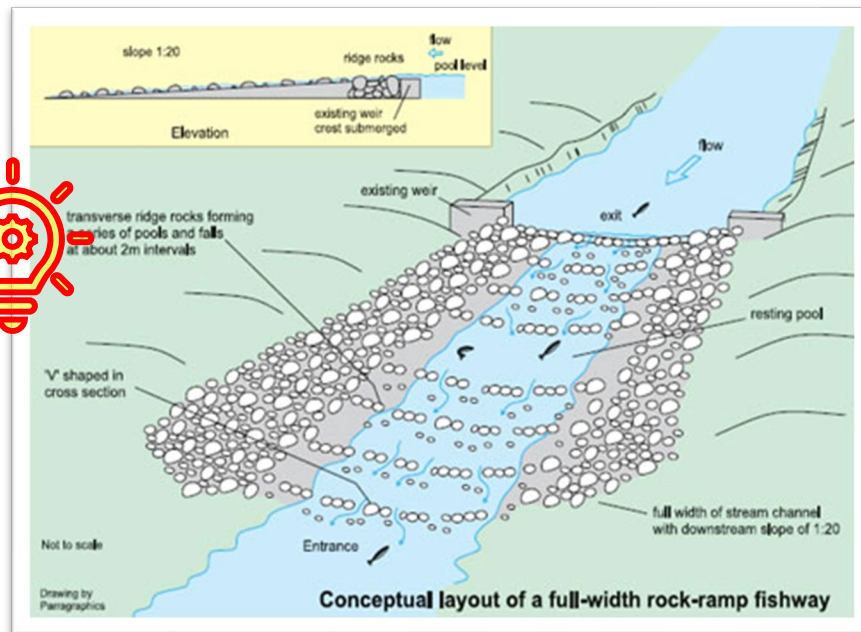 slope 1:20
ridge rocks
flow
pool level
existing weir
crest submerged
Elevation
flow
existing weir
exit
transverse ridge rocks forming
series of pools and falls
at about 2m intervals
resting pool
'V' shaped in
cross section
full width of stream channel
with downstream slope of 1:20
Not to scale
Entrance
Drawing by
Parragraphics
Conceptual layout of a full-width rock-ramp fishway